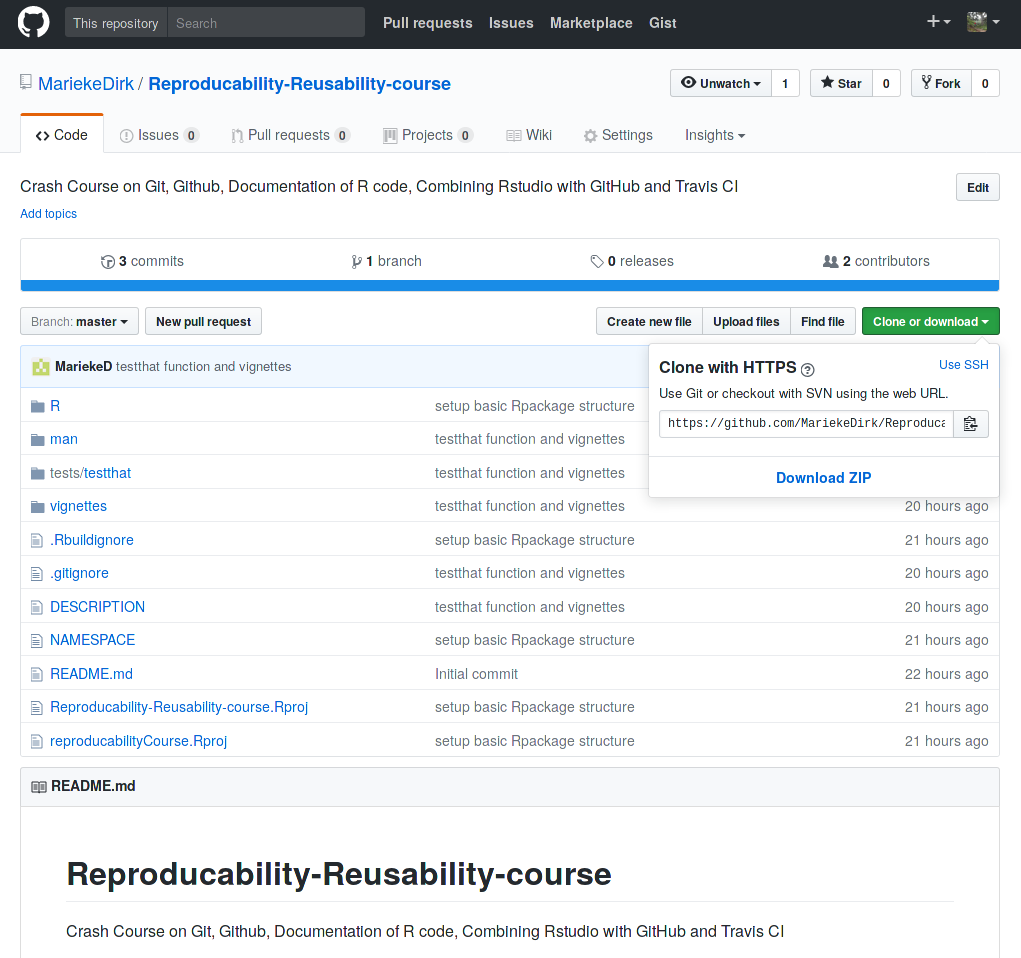 This repository Search Pull requests Issues Marketplace Gist
MariekeDirk / Reproducability-Reusability-course Unwatch 1 Star 0 Fork 0
Code Issues 0 Pull requests 0 Projects 0 Wiki Settings Insights
Crash Course on Git, Github, Documentation of R code, Combining Rstudio with GitHub and Travis CI Edit
Add topics
3 commits 1 branch 0 releases 2 contributors
Branch: master New pull request Create new file Upload files Find file Clone or download
MariekeD testthat function and vignettes
Clone with HTTPS ? Use SSH
Use Git or checkout with SVN using the web URL.
https://github.com/MariekeDirk/Reproduca
Download ZIP
R setup basic Rpackage structure
man testthat function and vignettes
tests/testthat testthat function and vignettes
vignettes testthat function and vignettes 20 hours ago
.Rbuildignore setup basic Rpackage structure 21 hours ago
.gitignore testthat function and vignettes 20 hours ago
DESCRIPTION testthat function and vignettes 20 hours ago
NAMESPACE setup basic Rpackage structure 21 hours ago
README.md Initial commit 22 hours ago
Reproducability-Reusability-course.Rproj setup basic Rpackage structure 21 hours ago
reproducabilityCourse.Rproj setup basic Rpackage structure 21 hours ago
README.md
Reproducability-Reusability-course
Crash Course on Git, Github, Documentation of R code, Combining Rstudio with GitHub and Travis CI